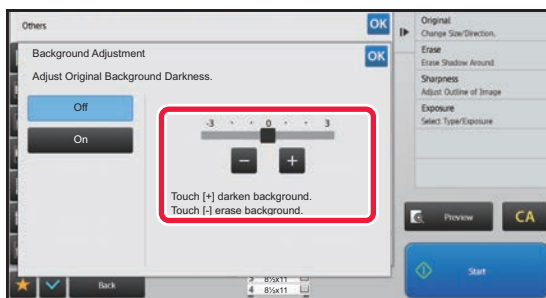 Others
OK
Background Adjustment
OK
Adjust Original Background Darkness.
Off
On
-3 · · 0 · · 3
−
+
Touch [+] darken background.
Touch [-] erase background.
Original
Change Size/Direction.
Erase
Erase Shadow Around
Sharpness
Adjust Outline of Image
Exposure
Select Type/Exposure
Preview
CA
Start
Back
3 8½x11
4 8½x11